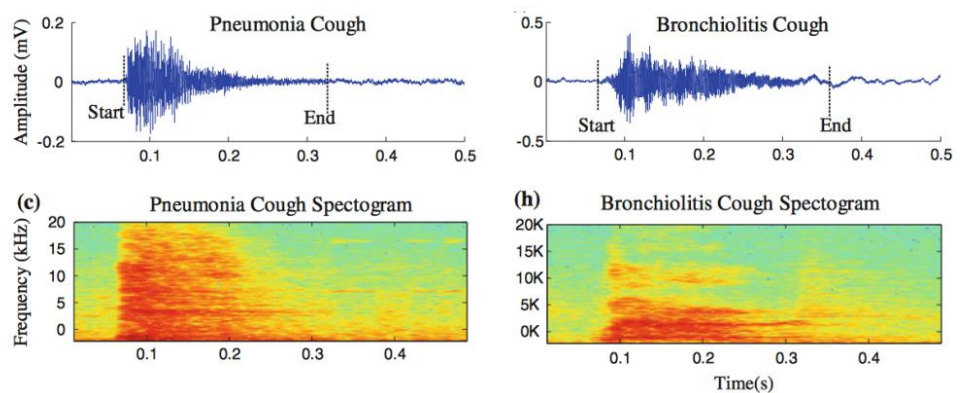 Pneumonia Cough
Bronchiolitis Cough
Amplitude (mV)
0.2
0
-0.2
Start
End
0.1
0.2
0.3
0.4
0.5
0.5
0
-0.5
Start
End
0.1
0.2
0.3
0.4
0.5
(c)
Pneumonia Cough Spectogram
(h)
Bronchiolitis Cough Spectogram
Frequency (kHz)
20
15
10
5
0
0.1
0.2
0.3
0.4
20K
15K
10K
5K
0K
0.1
0.2
0.3
0.4
Time(s)